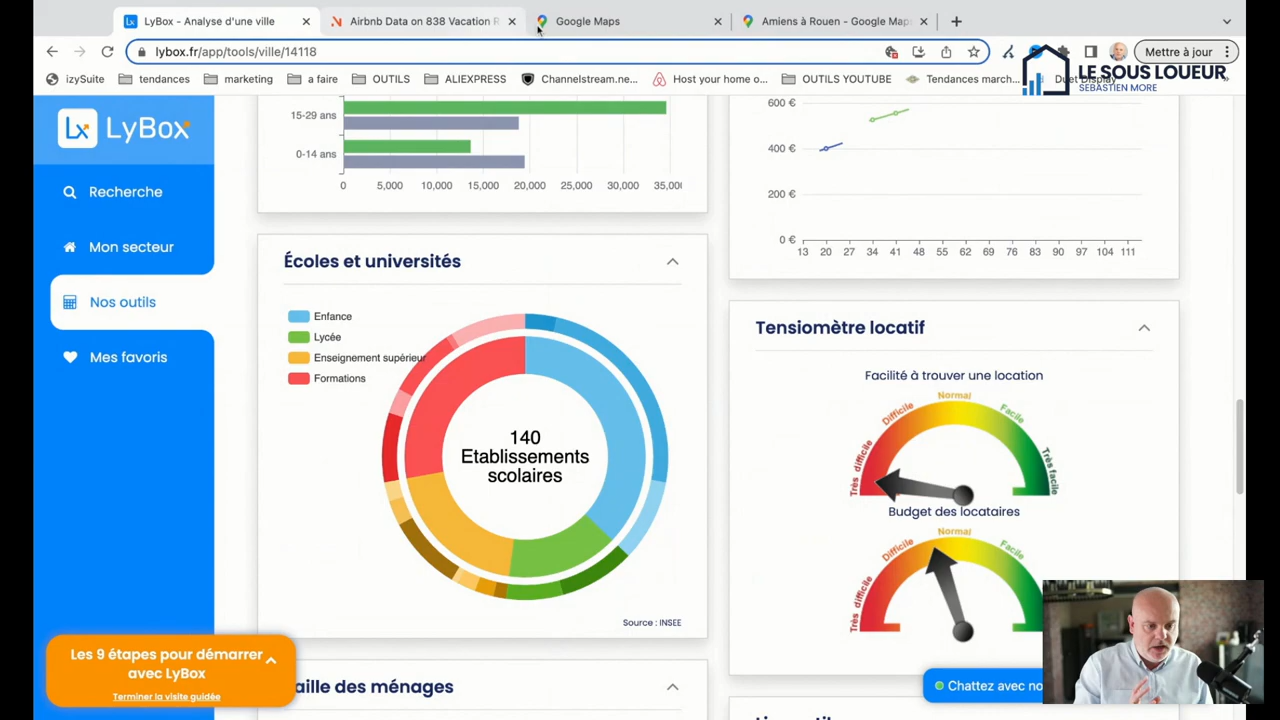 LyBox - Analyse d'une ville
Airbnb Data on 838 Vacation R
Google Maps
Amiens à Rouen - Google Maps
lybox.fr/app/tools/ville/14118
Mettre à jour
izySuite
tendances
marketing
a faire
OUTILS
ALIEXPRESS
Channelstream.ne...
Host your home o...
OUTILS YOUTUBE
Tendances march...
LE SOUS LOUEUR
SEBASTIEN MORE
Lx LyBox
Recherche
Mon secteur
Nos outils
Mes favoris
Les 9 étapes pour démarrer
avec LyBox
Terminer la visite guidée
15-29 ans
0-14 ans
0 5,000 10,000 15,000 20,000 25,000 30,000
600 €
400 €
200 €
0 €
13 20 27 34 41 48 55 62 69 76 83 90 97 104 111
Écoles et universités
Enfance
Lycée
Enseignement supérieur
Formations
140
Etablissements
scolaires
Source : INSEE
Tensiomètre locatif
Facilité à trouver une location
Très difficile
Difficile
Normal
Facile
Très facile
Budget des locataires
Très difficile
Difficile
Normal
Facile
aille des ménages
Chattez avec no